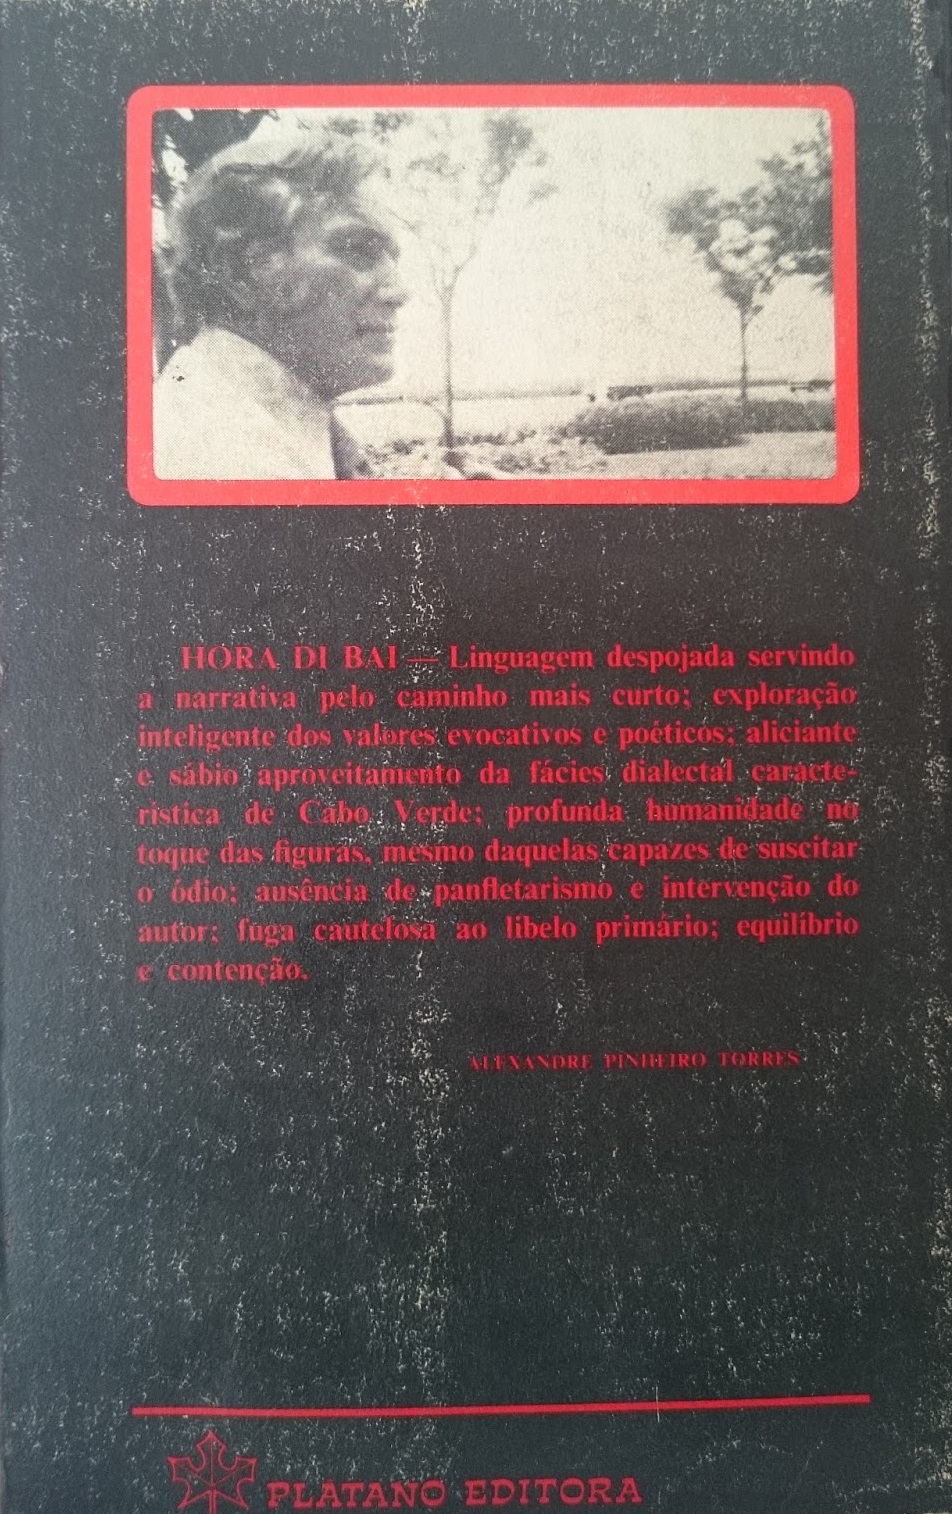 HORA DI BAI — Linguagem despojada servindo
a narrativa pelo caminho mais curto; exploração
inteligente dos valores evocativos e poéticos; aliciante
e sábio aproveitamento da fácies dialectal caracte-
rística de Cabo Verde; profunda humanidade no
toque das figuras, mesmo daquelas capazes de suscitar
o ódio; ausência de panfletarismo e intervenção do
autor; fuga cautelosa ao libelo primário; equilíbrio
e contenção.
ALEXANDRE PINHEIRO TORRES
PLATANO EDITORA